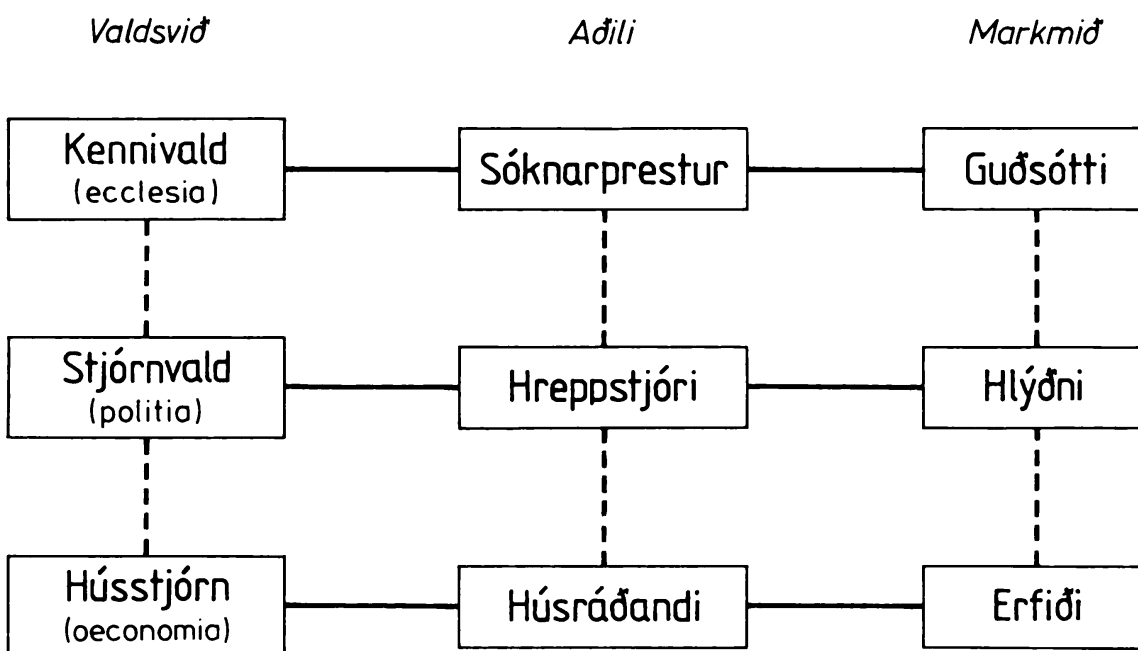 Valdsvið Aðili Markmið
Kennivald
(ecclesia)
Sóknarprestur
Guðsótti
Stjórnvald
(politia)
Hreppstjóri
Hlýðni
Hússtjórn
(oeconomia)
Húsráðandi
Erfiði